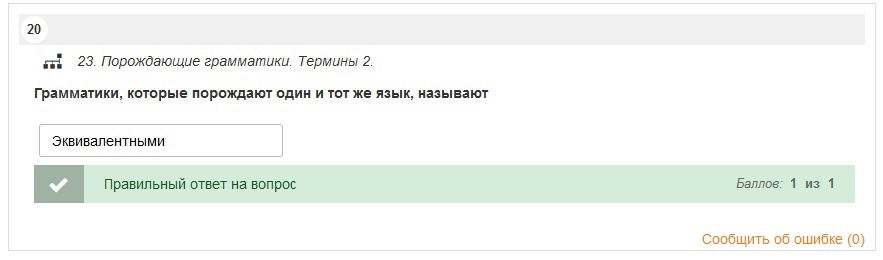 20
23. Порождающие грамматики. Термины 2.
Грамматики, которые порождают один и тот же язык, называют
Эквивалентными
Правильный ответ на вопрос Баллов: 1 из 1
Сообщить об ошибке (0)